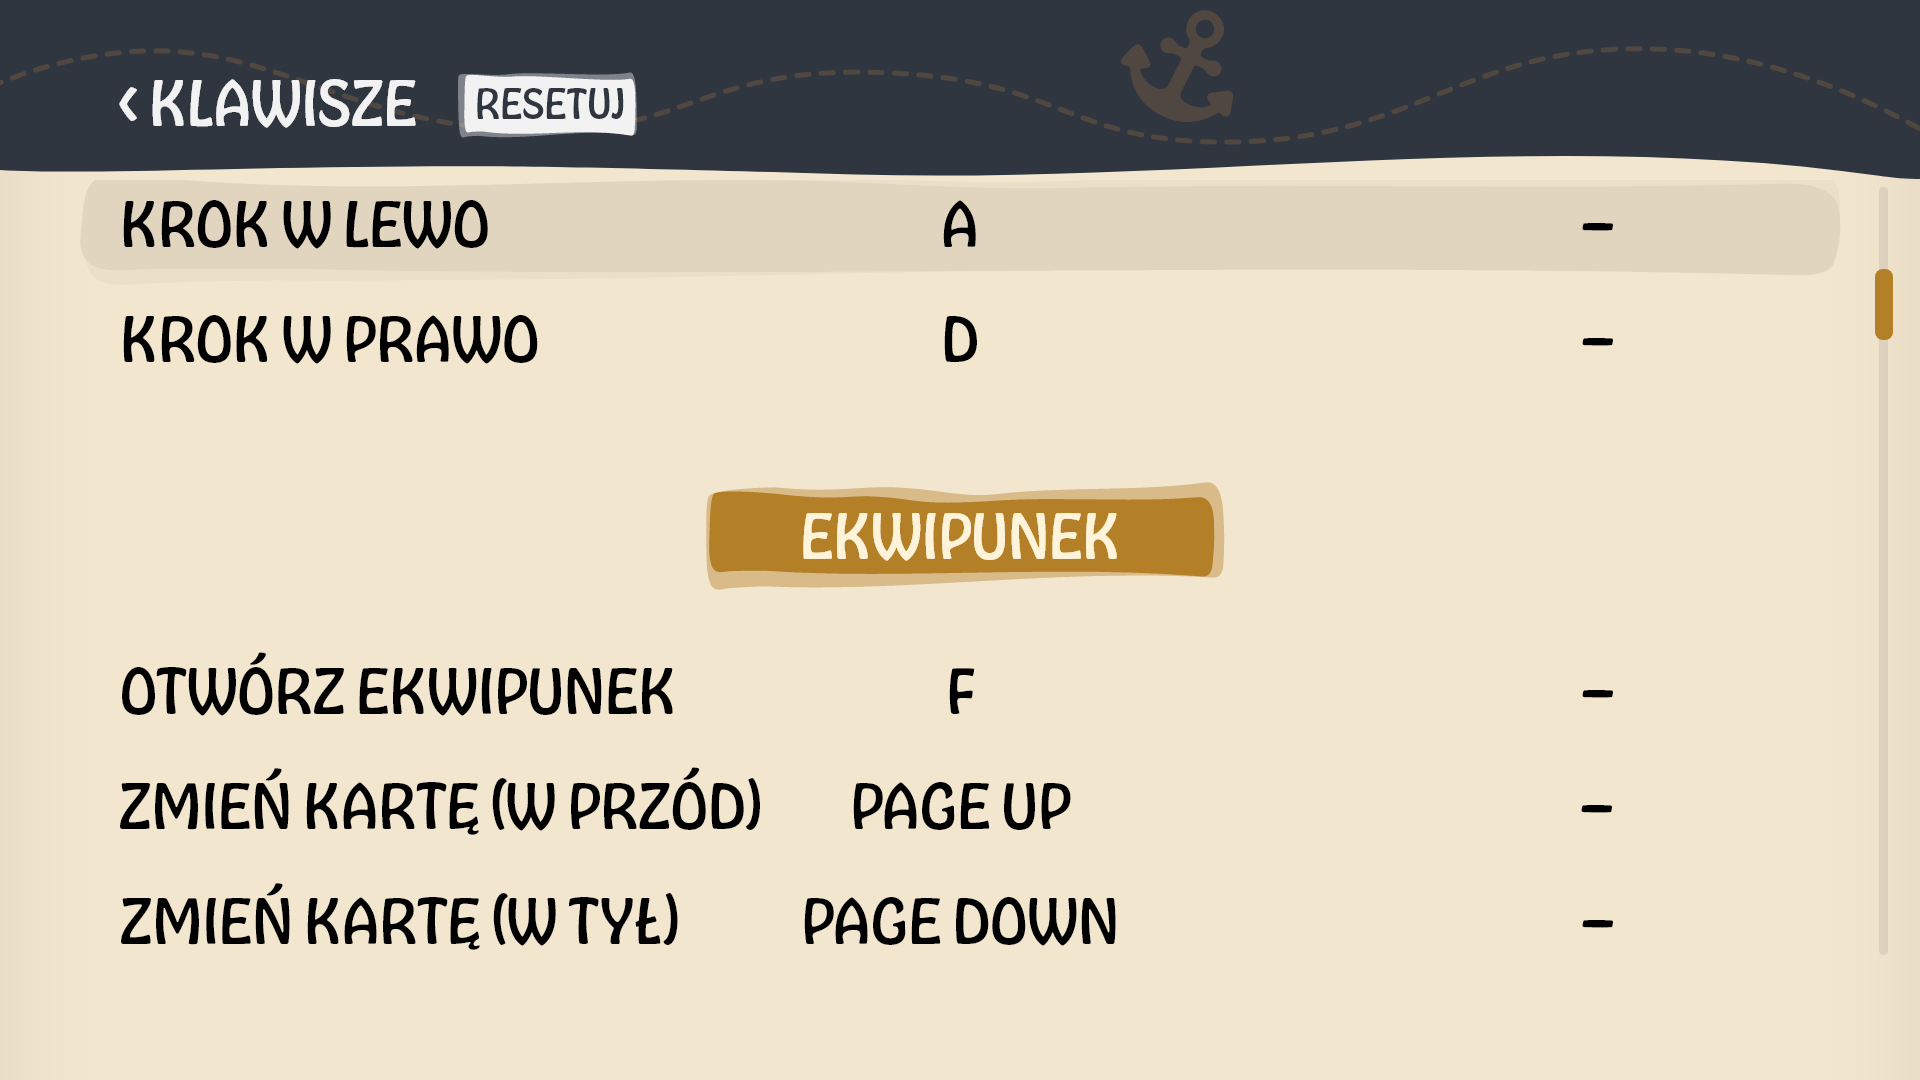 ‹ KLAWISZE RESETUJ
KROK W LEWO A –
KROK W PRAWO D –
EKWIPUNEK
OTWÓRZ EKWIPUNEK F –
ZMIEŃ KARTĘ (W PRZÓD) PAGE UP –
ZMIEŃ KARTĘ (W TYŁ) PAGE DOWN –